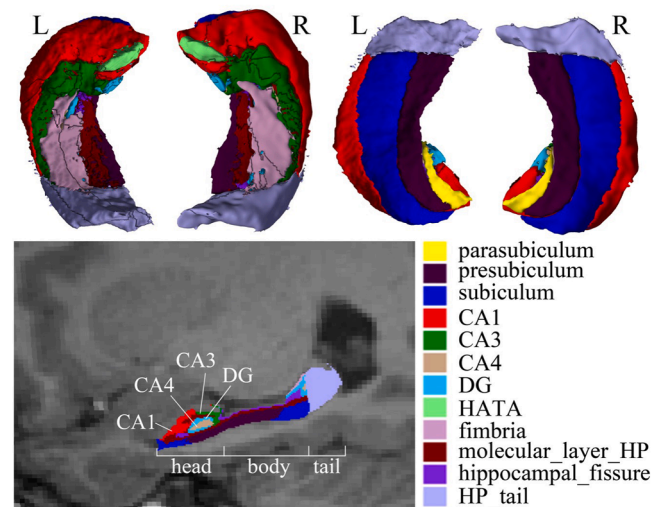 L
R
L
R
parasubiculum
presubiculum
subiculum
CA1
CA3
CA4
DG
HATA
fimbria
molecular_layer_HP
hippocampal_fissure
HP_tail
CA3
CA4
DG
CA1
head
body
tail